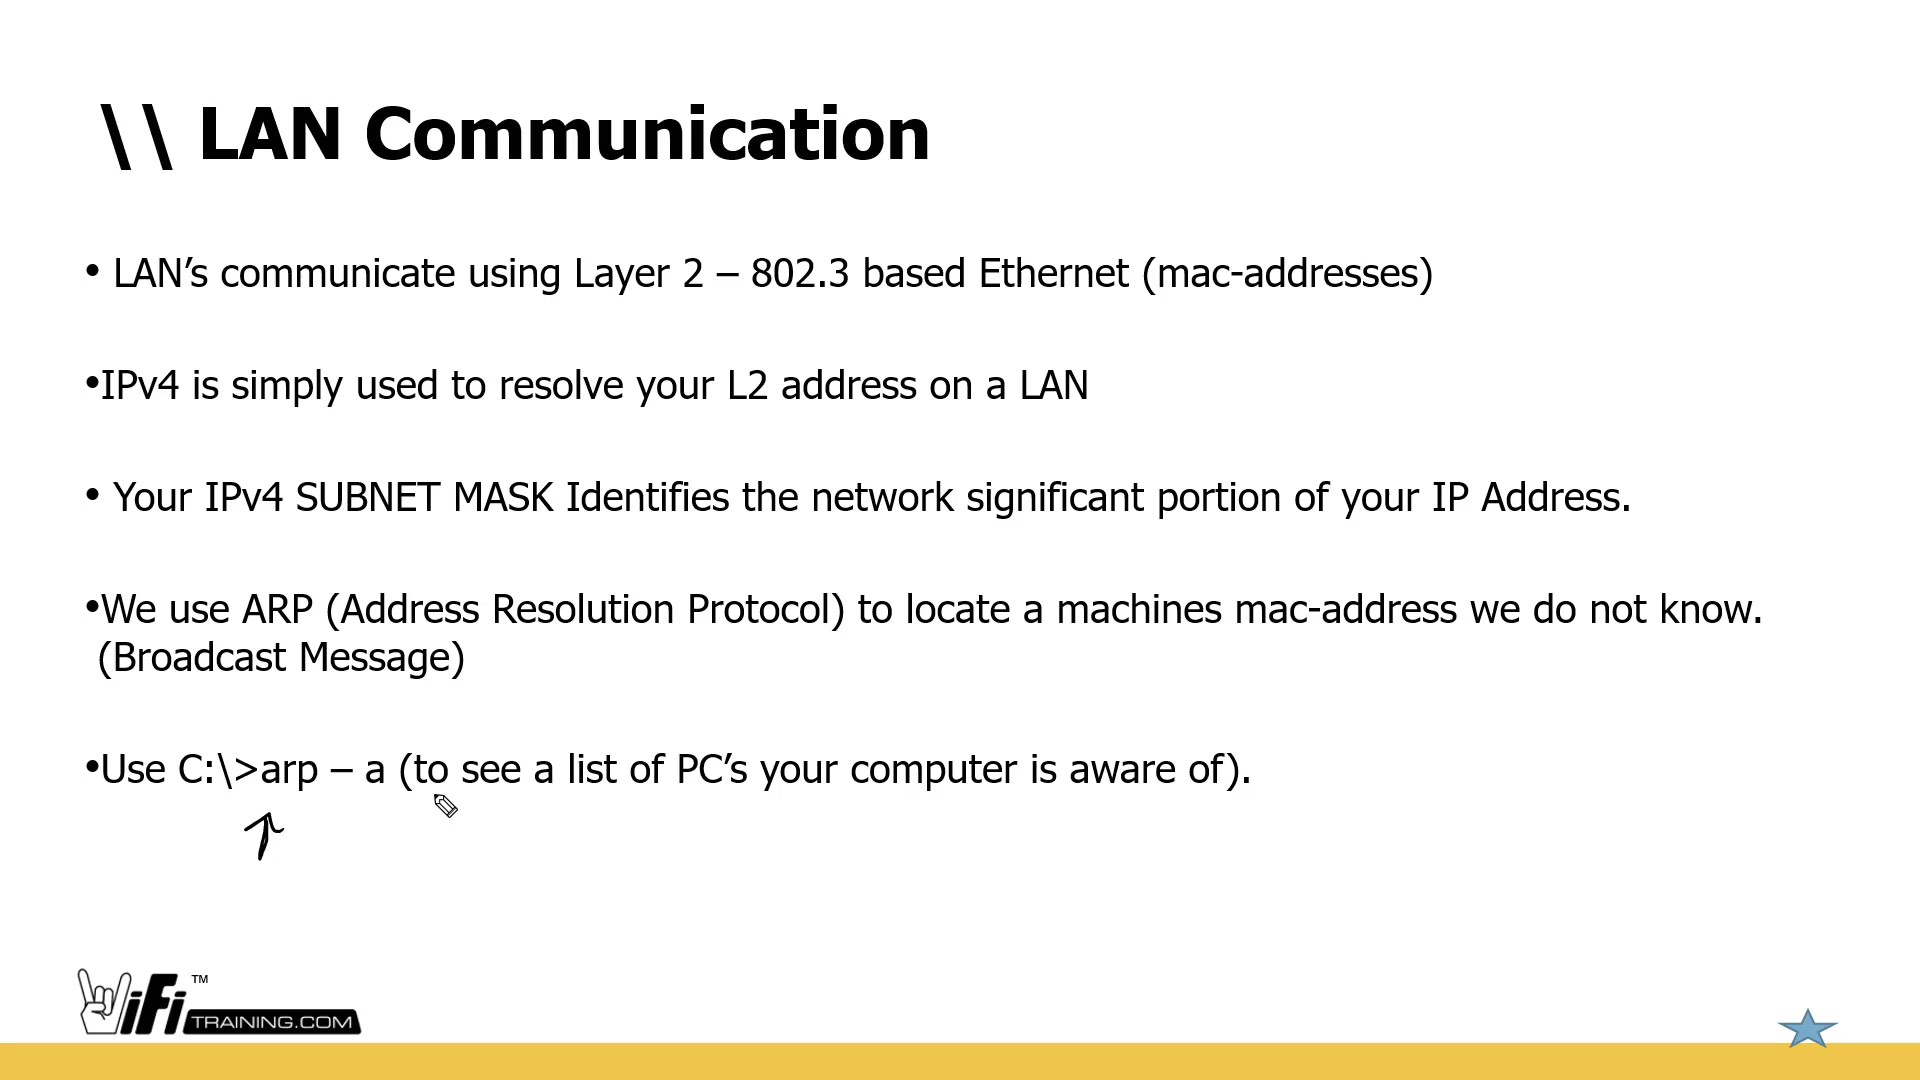 \\ LAN Communication
• LAN’s communicate using Layer 2 – 802.3 based Ethernet (mac-addresses)
•IPv4 is simply used to resolve your L2 address on a LAN
• Your IPv4 SUBNET MASK Identifies the network significant portion of your IP Address.
•We use ARP (Address Resolution Protocol) to locate a machines mac-address we do not know.
(Broadcast Message)
•Use C:\>arp – a (to see a list of PC’s your computer is aware of).
WiFi™
TRAINING.COM